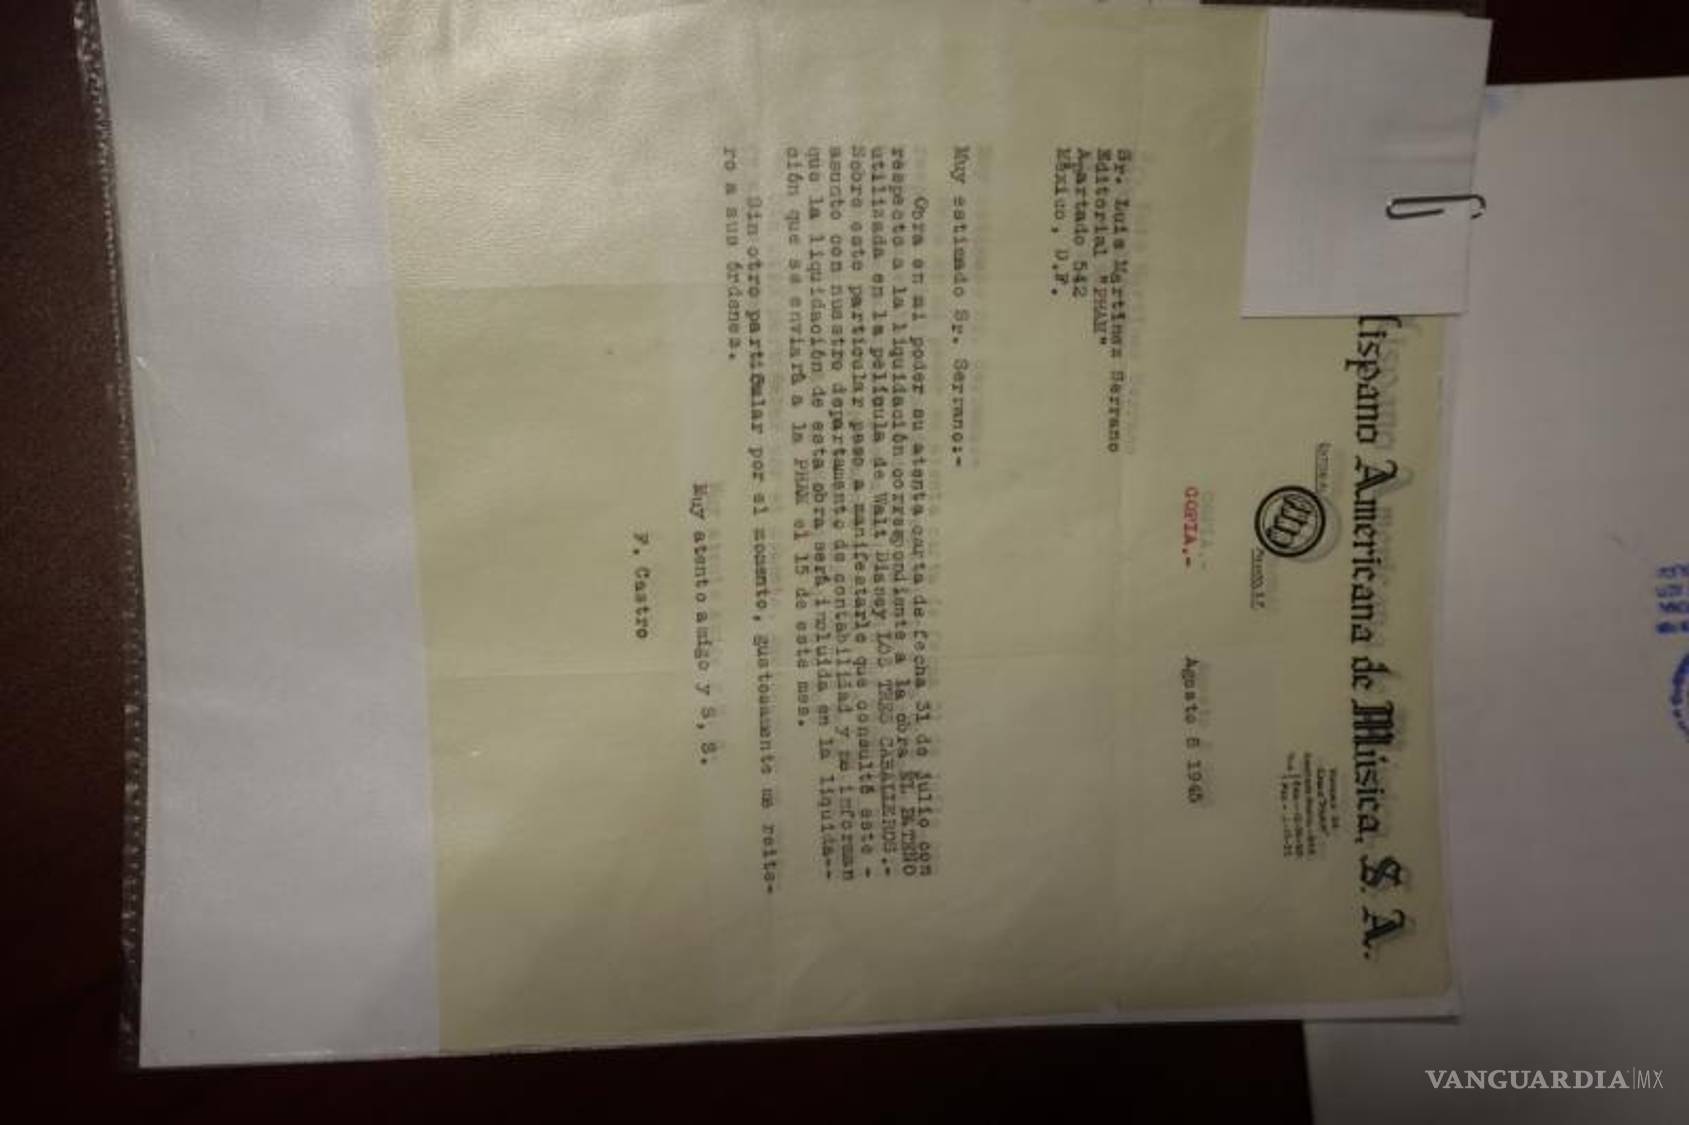 Hispano Americana de Música, S. A.
COPIA.-
Agosto 6 1945
Sr. Luis Martinez Serrano
Editorial "PHAM"
Apartado 542
México, D.F.
Muy estimado Sr. Serrano:-
Obra en mi poder su atenta carta de fecha 31 de julio con
respecto a la liquidación correspondiente a la obra EL
utilizada en la película de Walt Disney LOS TRES CABALLEROS.-
Sobre este particular paso a manifestarle que consulté este -
asunto con nuestro departamento de contabilidad y me informan
que la liquidación de esta obra será incluida en la liquida--
ción que se enviará a la PHAM el 15 de este mes.
Sin otro particular por el momento, gustosamente me reite-
ro a sus órdenes.
Muy atento amigo y S, S.
F. Castro
VANGUARDIA|MX